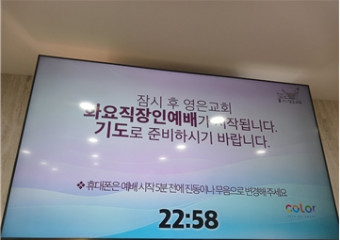 잠시 후 영은교회
화요직장인예배가 시작됩니다.
기도로 준비하시기 바랍니다.
❖ 휴대폰은 예배 시작 5분 전에 진동이나 무음으로 변경해 주세요
22:58
color